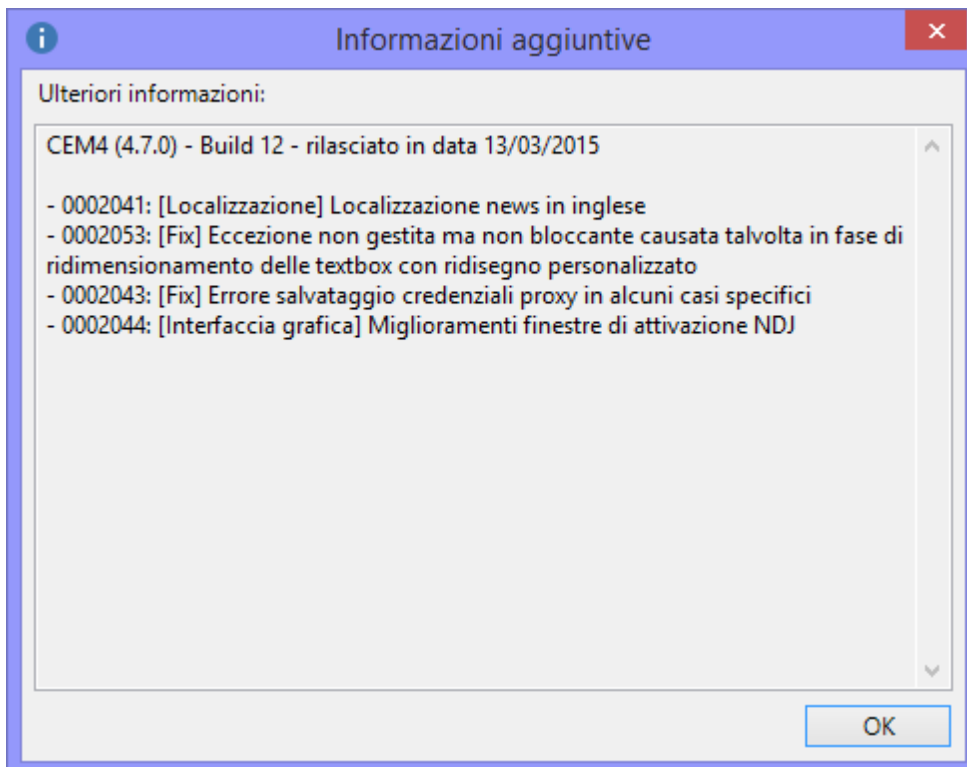 Informazioni aggiuntive
Ulteriori informazioni:
CEM4 (4.7.0) - Build 12 - rilasciato in data 13/03/2015
- 0002041: [Localizzazione] Localizzazione news in inglese
- 0002053: [Fix] Eccezione non gestita ma non bloccante causata talvolta in fase di
ridimensionamento delle textbox con ridisegno personalizzato
- 0002043: [Fix] Errore salvataggio credenziali proxy in alcuni casi specifici
- 0002044: [Interfaccia grafica] Miglioramenti finestre di attivazione NDJ
OK